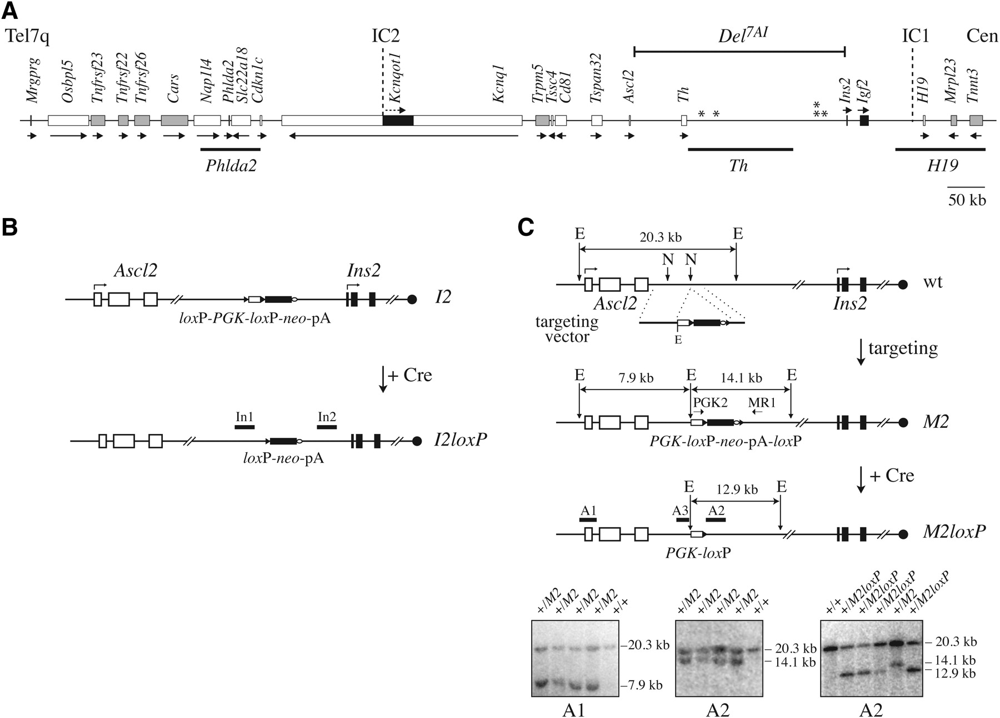 A
Tel7q
IC2
Del7AI
IC1
Cen
Mrgprg
Osbpl5
Tnfrsf23
Tnfrsf22
Tnfrsf26
Cars
Nap1l4
Phlda2
Slc22a18
Cdkn1c
Kcnqot1
Kcnq1
Trpm5
Tssc4
Cd81
Tspan32
Ascl2
Th
* * * **
Ins2
Igf2
H19
Mrpl23
Tnnt3
Phlda2
Th
H19
50 kb
B
Ascl2
Ins2
I2
loxP-PGK-loxP-neo-pA
+ Cre
In1
In2
I2loxP
loxP-neo-pA
C
E
E
20.3 kb
N
N
wt
Ascl2
Ins2
targeting
vector
E
targeting
E
7.9 kb
E
14.1 kb
E
PGK2
MR1
M2
PGK-loxP-neo-pA-loxP
+ Cre
E
12.9 kb
E
A1
A3
A2
M2loxP
PGK-loxP
+/M2
+/M2
+/M2
+/M2
+/+
–20.3 kb
–7.9 kb
A1
+/M2
+/M2
+/M2
+/M2
+/+
– 20.3 kb
– 14.1 kb
A2
+/+
+/M2loxP
+/M2loxP
+/M2loxP
+/M2
+/M2loxP
– 20.3 kb
– 14.1 kb
– 12.9 kb
A2